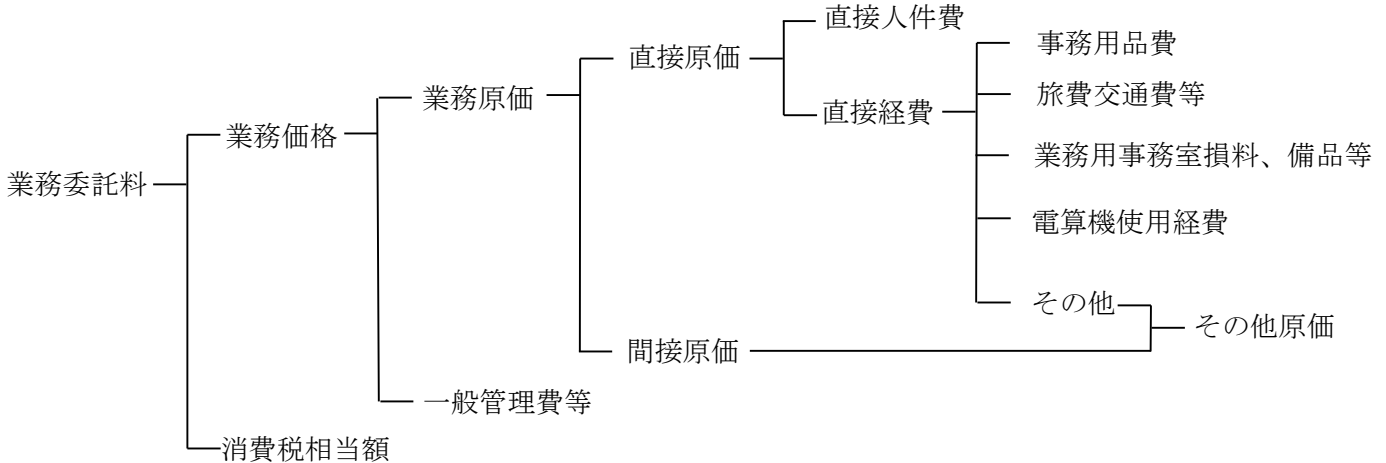 業務委託料
業務価格
消費税相当額
業務原価
一般管理費等
直接原価
間接原価
直接人件費
直接経費
事務用品費
旅費交通費等
業務用事務室損料、備品等
電算機使用経費
その他
その他原価